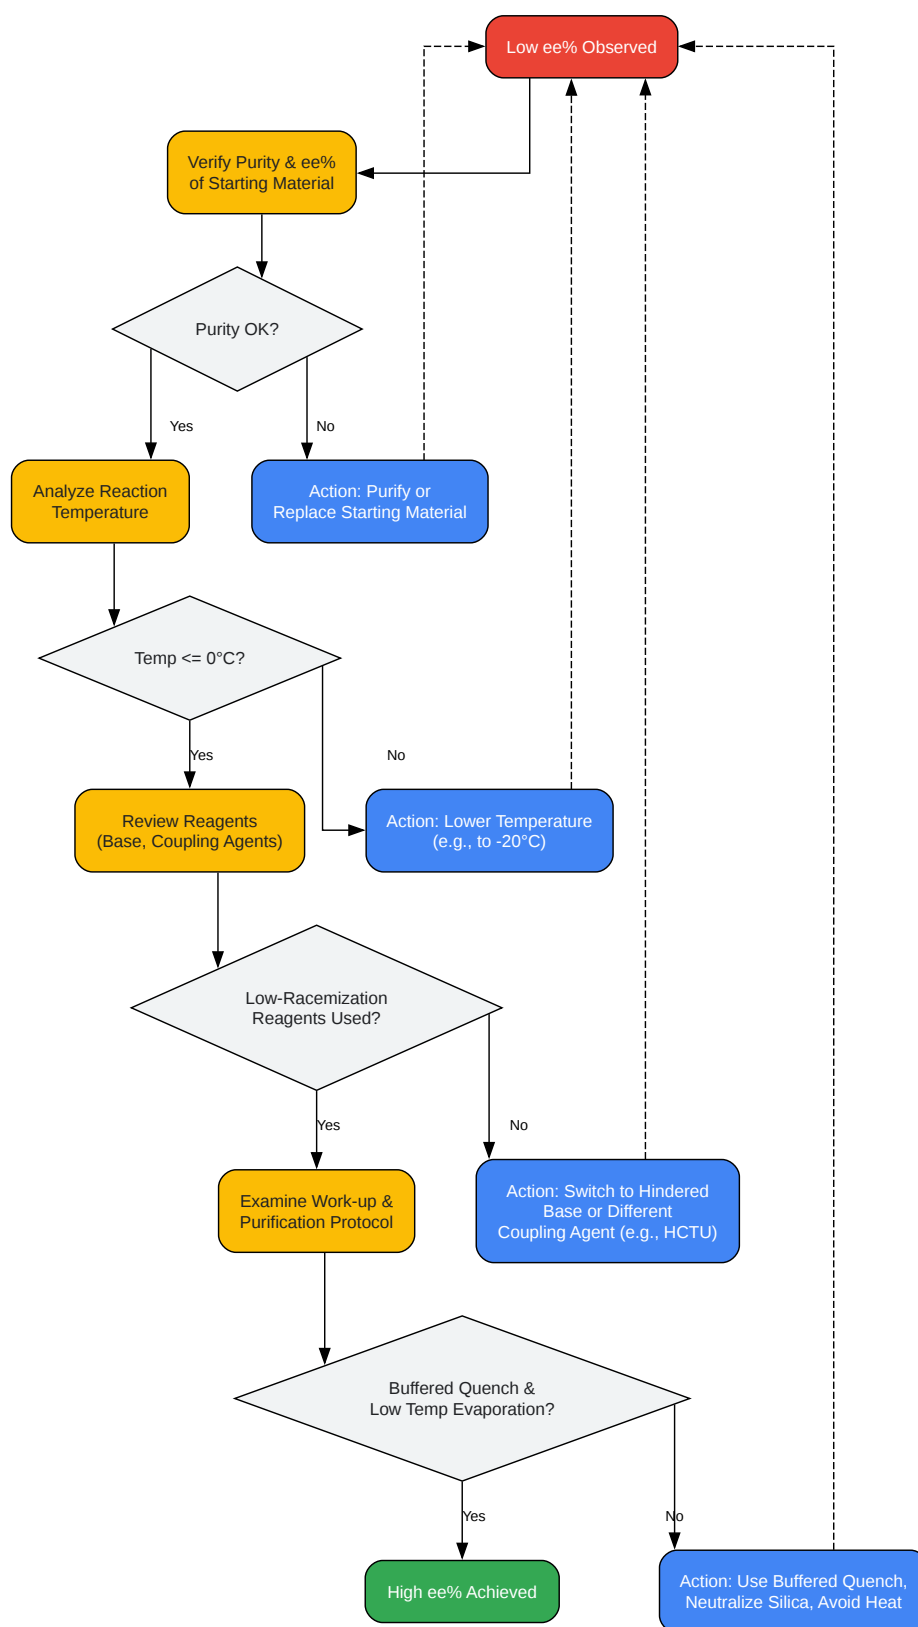 Low ee% Observed
Verify Purity & ee%
of Starting Material
Purity OK?
Yes
No
Analyze Reaction
Temperature
Action: Purify or
Replace Starting Material
Temp <= 0°C?
Yes
No
Review Reagents
(Base, Coupling Agents)
Action: Lower Temperature
(e.g., to -20°C)
Low-Racemization
Reagents Used?
Yes
No
Examine Work-up &
Purification Protocol
Action: Switch to Hindered
Base or Different
Coupling Agent (e.g., HCTU)
Buffered Quench &
Low Temp Evaporation?
Yes
No
High ee% Achieved
Action: Use Buffered Quench,
Neutralize Silica, Avoid Heat